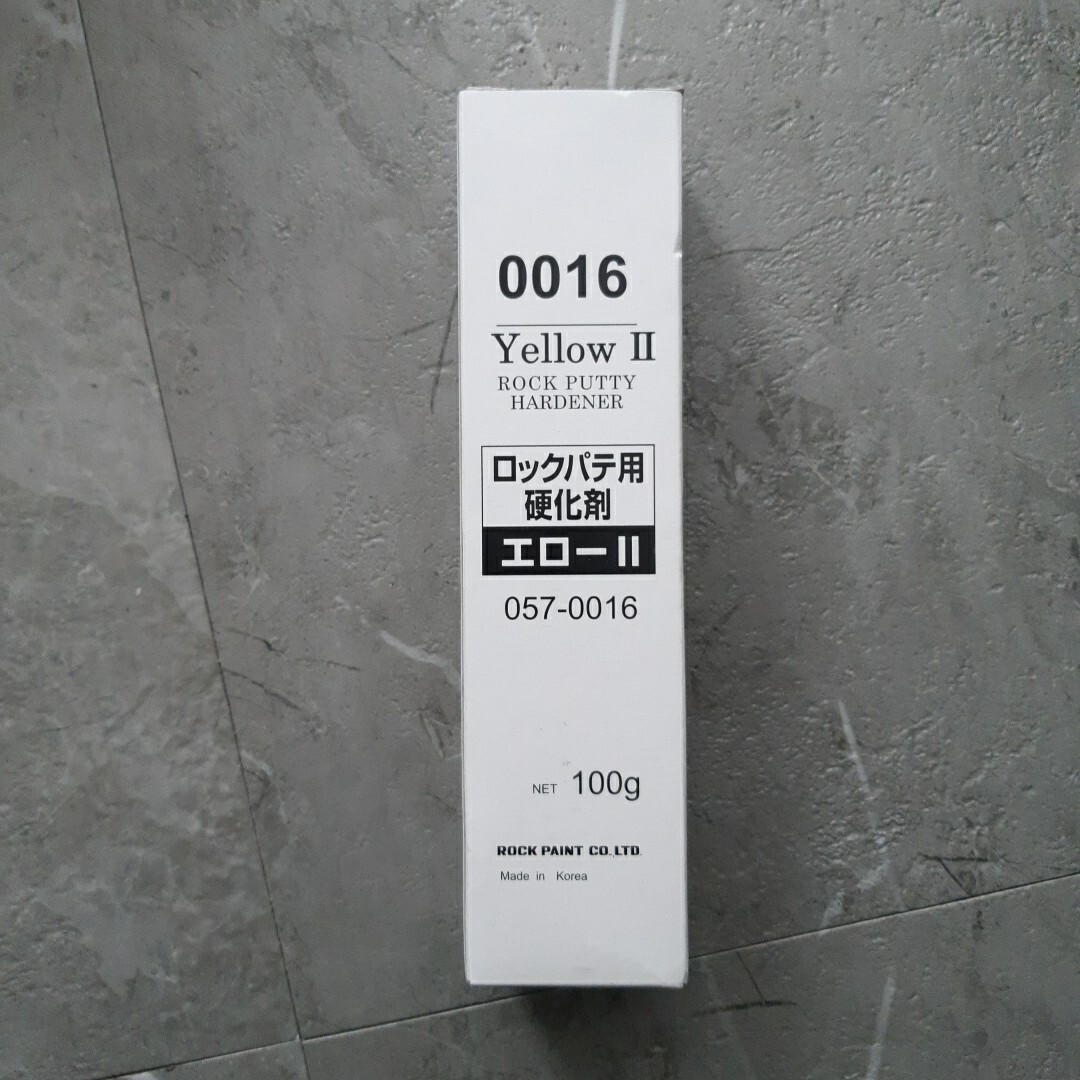 0016
Yellow II
ROCK PUTTY
HARDENER
ロックパテ用
硬化剤
エローII
057-0016
NET 100g
ROCK PAINT CO.,LTD.
Made in Korea